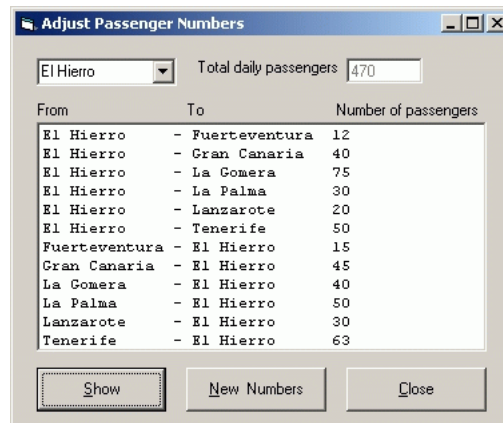 Adjust Passenger Numbers
El Hierro Total daily passengers 470
From To Number of passengers
El Hierro - Fuerteventura 12
El Hierro - Gran Canaria 40
El Hierro - La Gomera 75
El Hierro - La Palma 30
El Hierro - Lanzarote 20
El Hierro - Tenerife 50
Fuerteventura - El Hierro 15
Gran Canaria - El Hierro 45
La Gomera - El Hierro 40
La Palma - El Hierro 50
Lanzarote - El Hierro 30
Tenerife - El Hierro 63
Show New Numbers Close